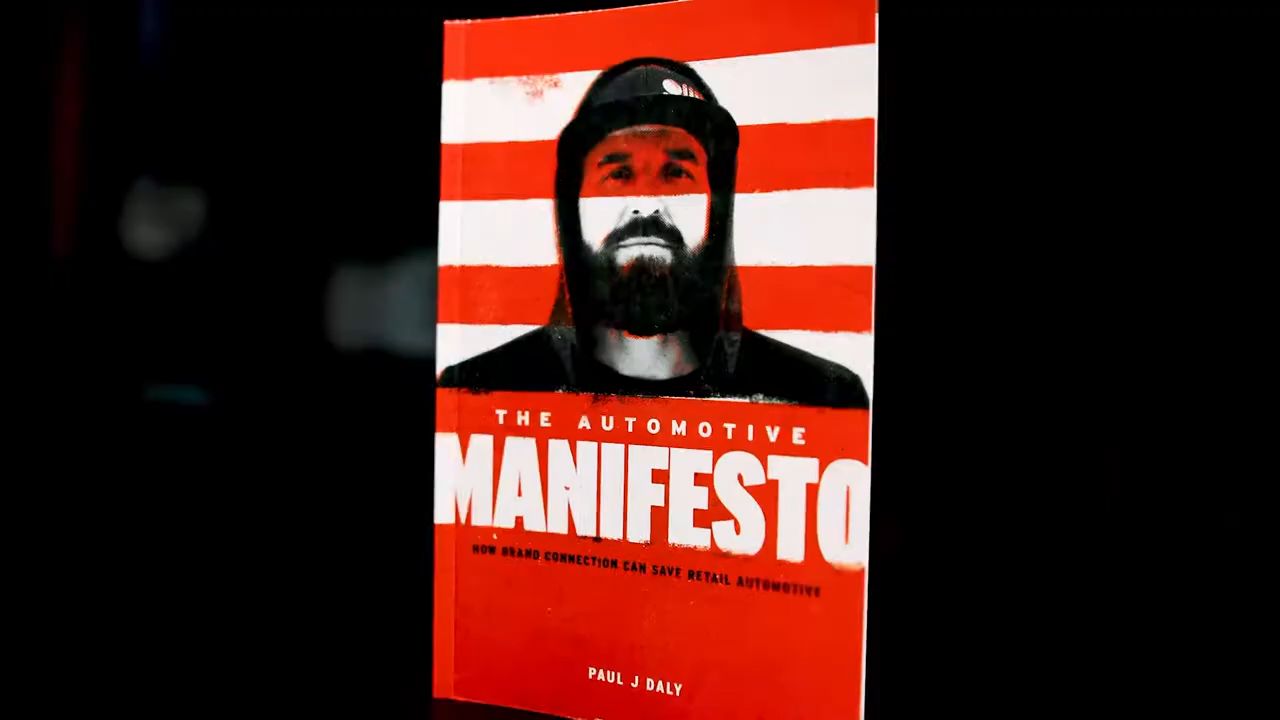 THE AUTOMOTIVE
MANIFESTO
HOW BRAND CONNECTION CAN SAVE RETAIL AUTOMOTIVE
PAUL J DALY